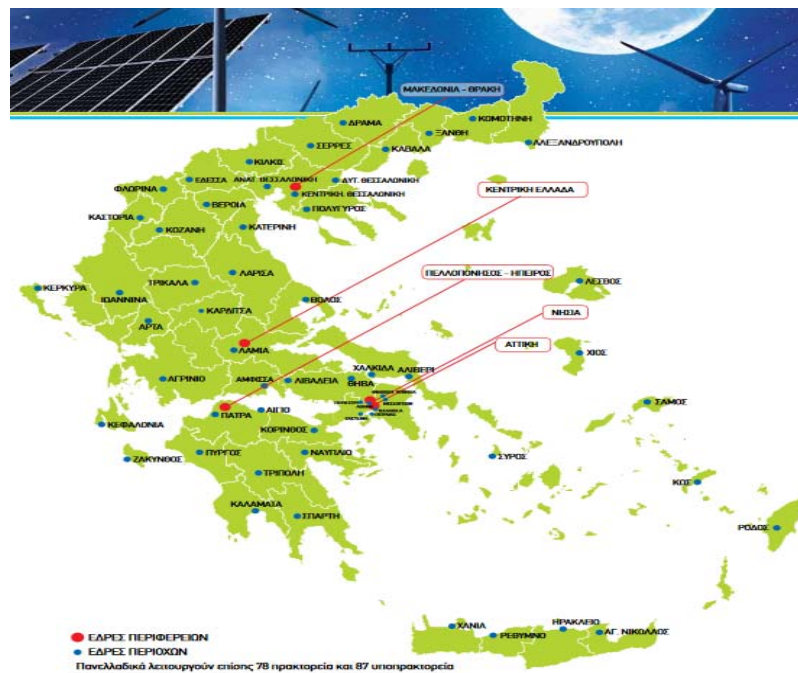 ΜΑΚΕΔΟΝΙΑ - ΘΡΑΚΗ
ΔΡΑΜΑ
ΚΟΜΟΤΗΝΗ
ΞΑΝΘΗ
ΑΛΕΞΑΝΔΡΟΥΠΟΛΗ
ΣΕΡΡΕΣ
ΚΑΒΑΛΑ
ΚΙΛΚΙΣ
ΕΔΕΣΣΑ
ΑΝΑΤ. ΘΕΣΣΑΛΟΝΙΚΗ
ΔΥΤ. ΘΕΣΣΑΛΟΝΙΚΗ
ΦΛΩΡΙΝΑ
ΚΕΝΤΡΙΚΗ ΕΛΛΑΔΑ
ΚΕΝΤΡΙΚΗ. ΘΕΣΣΑΛΟΝΙΚΗ
ΒΕΡΟΙΑ
ΠΟΛΥΓΥΡΟΣ
ΚΑΣΤΟΡΙΑ
ΚΟΖΑΝΗ
ΚΑΤΕΡΙΝΗ
ΛΑΡΙΣΑ
ΠΕΛΛΟΠΟΝΗΣΟΣ - ΗΠΕΙΡΟΣ
ΤΡΙΚΑΛΑ
ΛΕΣΒΟΣ
ΚΕΡΚΥΡΑ
ΙΩΑΝΝΙΝΑ
ΒΟΛΟΣ
ΚΑΡΔΙΤΣΑ
ΝΗΣΙΑ
ΑΡΤΑ
ΑΤΤΙΚΗ
ΛΑΜΙΑ
ΧΙΟΣ
ΧΑΛΚΙΔΑ
ΑΛΙΒΕΡΙ
ΑΓΡΙΝΙΟ
ΑΜΦΙΣΣΑ
ΛΙΒΑΔΕΙΑ
ΘΗΒΑ
ΣΑΜΟΣ
ΠΑΤΡΑ
ΑΙΓΙΟ
ΚΕΦΑΛΟΝΙΑ
ΚΟΡΙΝΘΟΣ
ΖΑΚΥΝΘΟΣ
ΠΥΡΓΟΣ
ΝΑΥΠΛΙΟ
ΣΥΡΟΣ
ΤΡΙΠΟΛΗ
ΚΩΣ
ΚΑΛΑΜΑΤΑ
ΣΠΑΡΤΗ
ΡΟΔΟΣ
ΧΑΝΙΑ
ΗΡΑΚΛΕΙΟ
ΡΕΘΥΜΝΟ
ΑΓ. ΝΙΚΟΛΑΟΣ
ΕΔΡΕΣ ΠΕΡΙΦΕΡΕΙΩΝ
ΕΔΡΕΣ ΠΕΡΙΟΧΩΝ
Πανελλαδικά λειτουργούν επίσης 78 πρακτορεία και 87 υποπρακτορεία